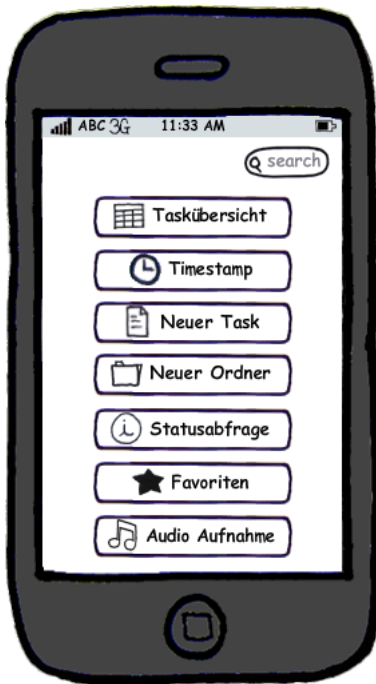 ABC 3G 11:33 AM
search
Taskübersicht
Timestamp
Neuer Task
Neuer Ordner
Statusabfrage
Favoriten
Audio Aufnahme